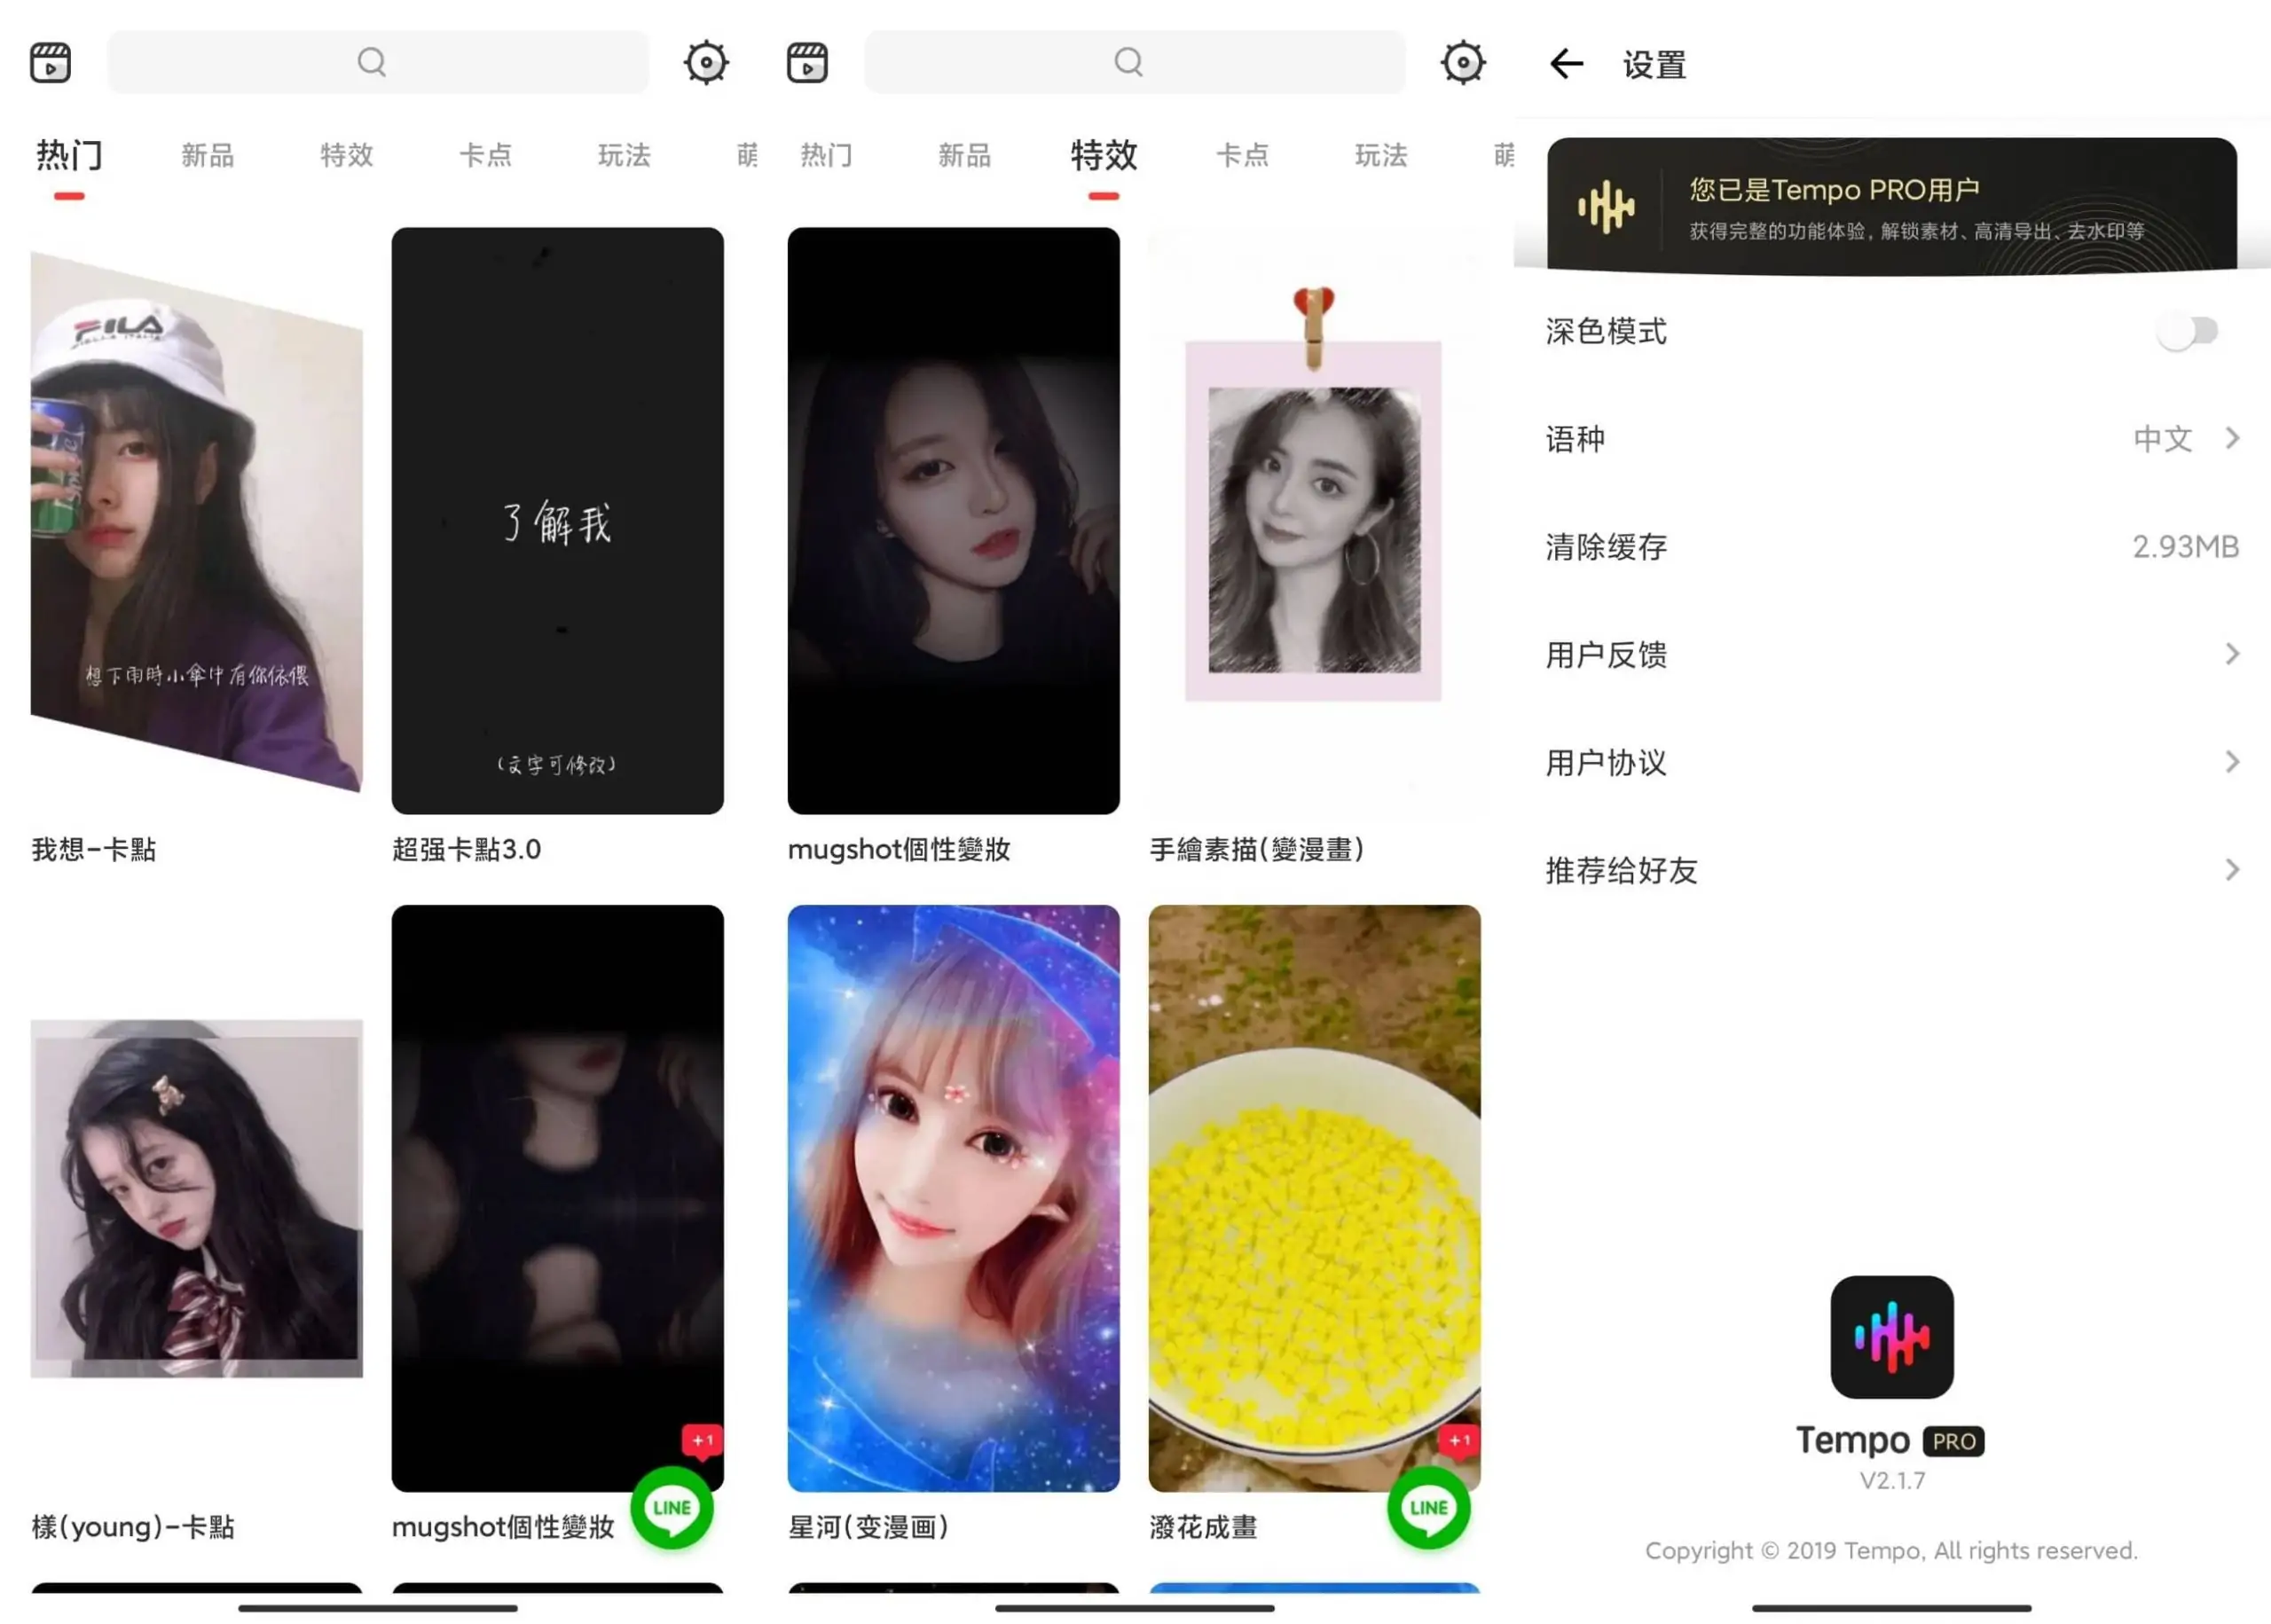 热门
新品
特效
卡点
玩法
萌
FILA
想下雨時小傘中有你依偎
了解我
(文字可修改)
我想-卡點
超强卡點3.0
+1
LINE
樣(young)-卡點
mugshot個性變妝
热门
新品
特效
卡点
玩法
萌
mugshot個性變妝
手繪素描(變漫畫)
+1
LINE
星河(变漫画)
潑花成畫
设置
您已是Tempo PRO用户
获得完整的功能体验，解锁素材、高清导出、去水印等
深色模式
语种
中文
清除缓存
2.93MB
用户反馈
用户协议
推荐给好友
Tempo PRO
V2.1.7
Copyright © 2019 Tempo, All rights reserved.